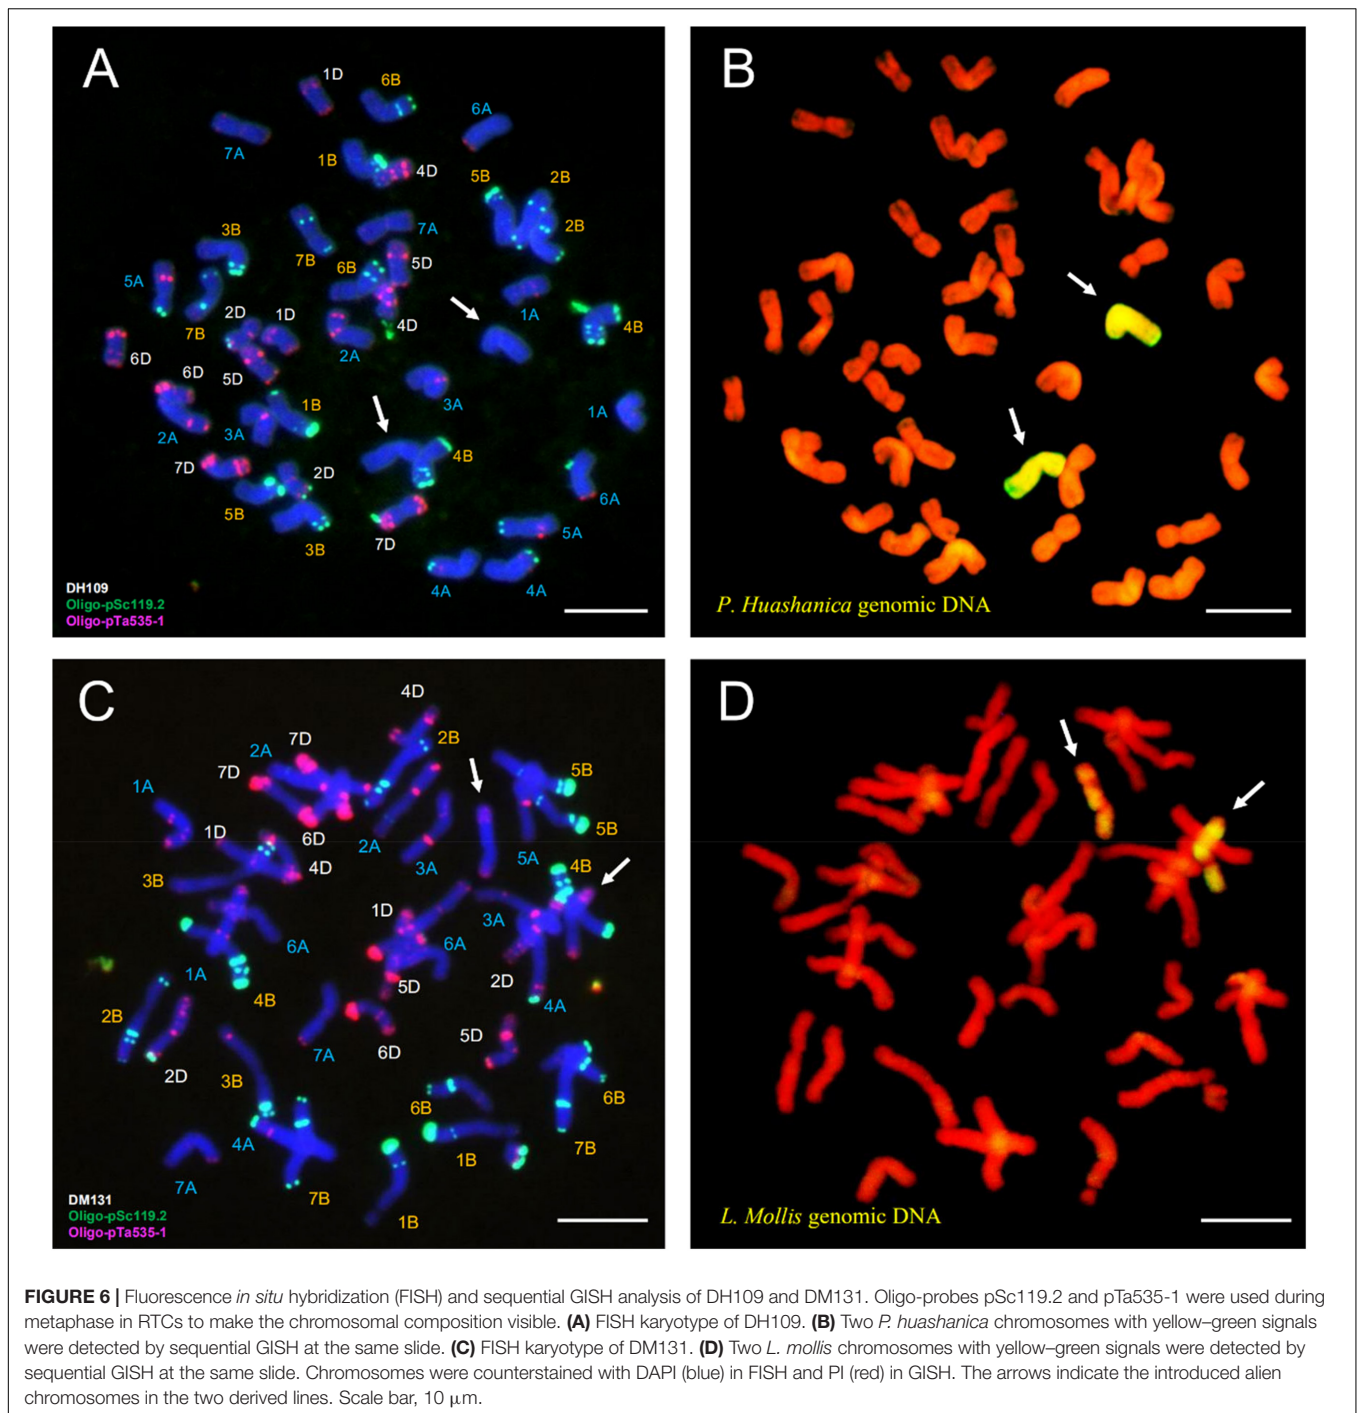 A
1D
6B
6A
7A
1B
4D
5B
2B
2B
7A
3B
7B
6B
5D
5A
1A
7B
2D
1D
4D
4B
6D
6D
5D
2A
3A
1A
2A
3A
1B
4B
7D
2D
6A
5B
3B
7D
5A
4A
4A
DH109
Oligo-pSc119.2
Oligo-pTa535-1
B
P. Huashanica genomic DNA
C
4D
7D
2A
2B
7D
5B
1A
1D
6D
2A
5B
3A
5A
4B
3B
4D
1D
3A
6A
6A
1A
5D
2D
4B
4A
2B
5D
7A
6D
2D
3B
6B
6B
4A
1B
7B
7A
7B
1B
DM131
Oligo-pSc119.2
Oligo-pTa535-1
D
L. Mollis genomic DNA
FIGURE 6 | Fluorescence in situ hybridization (FISH) and sequential GISH analysis of DH109 and DM131. Oligo-probes pSc119.2 and pTa535-1 were used during
metaphase in RTCs to make the chromosomal composition visible. (A) FISH karyotype of DH109. (B) Two P. huashanica chromosomes with yellow–green signals
were detected by sequential GISH at the same slide. (C) FISH karyotype of DM131. (D) Two L. mollis chromosomes with yellow–green signals were detected by
sequential GISH at the same slide. Chromosomes were counterstained with DAPI (blue) in FISH and PI (red) in GISH. The arrows indicate the introduced alien
chromosomes in the two derived lines. Scale bar, 10 μm.